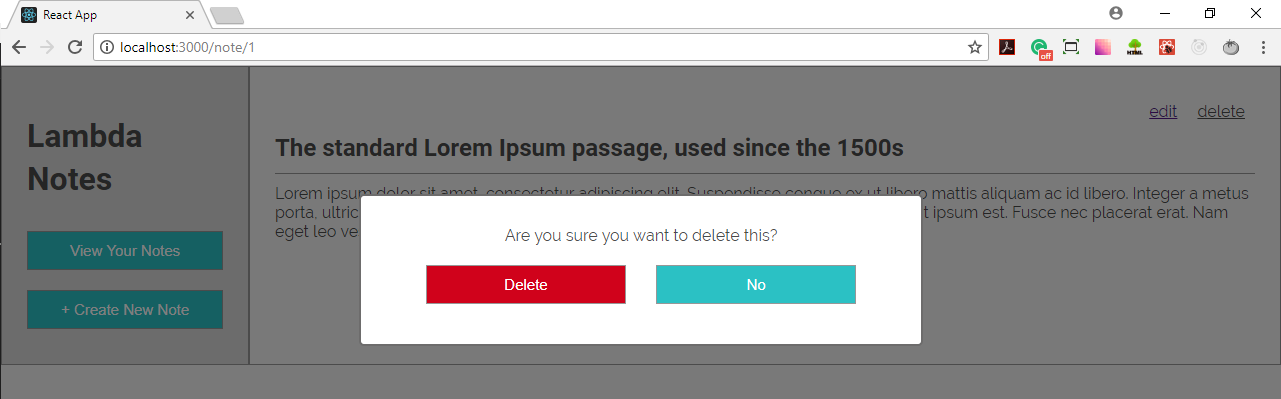 React App
localhost:3000/note/1
off
HTML
Lambda
Notes
View Your Notes
+ Create New Note
edit delete
The standard Lorem Ipsum passage, used since the 1500s
Lorem ipsum dolor sit amet, consectetur adipiscing elit. Suspendisse congue ex ut libero mattis aliquam ac id libero. Integer a metus
porta, ultric t ipsum est. Fusce nec placerat erat. Nam
eget leo ve
Are you sure you want to delete this?
Delete No